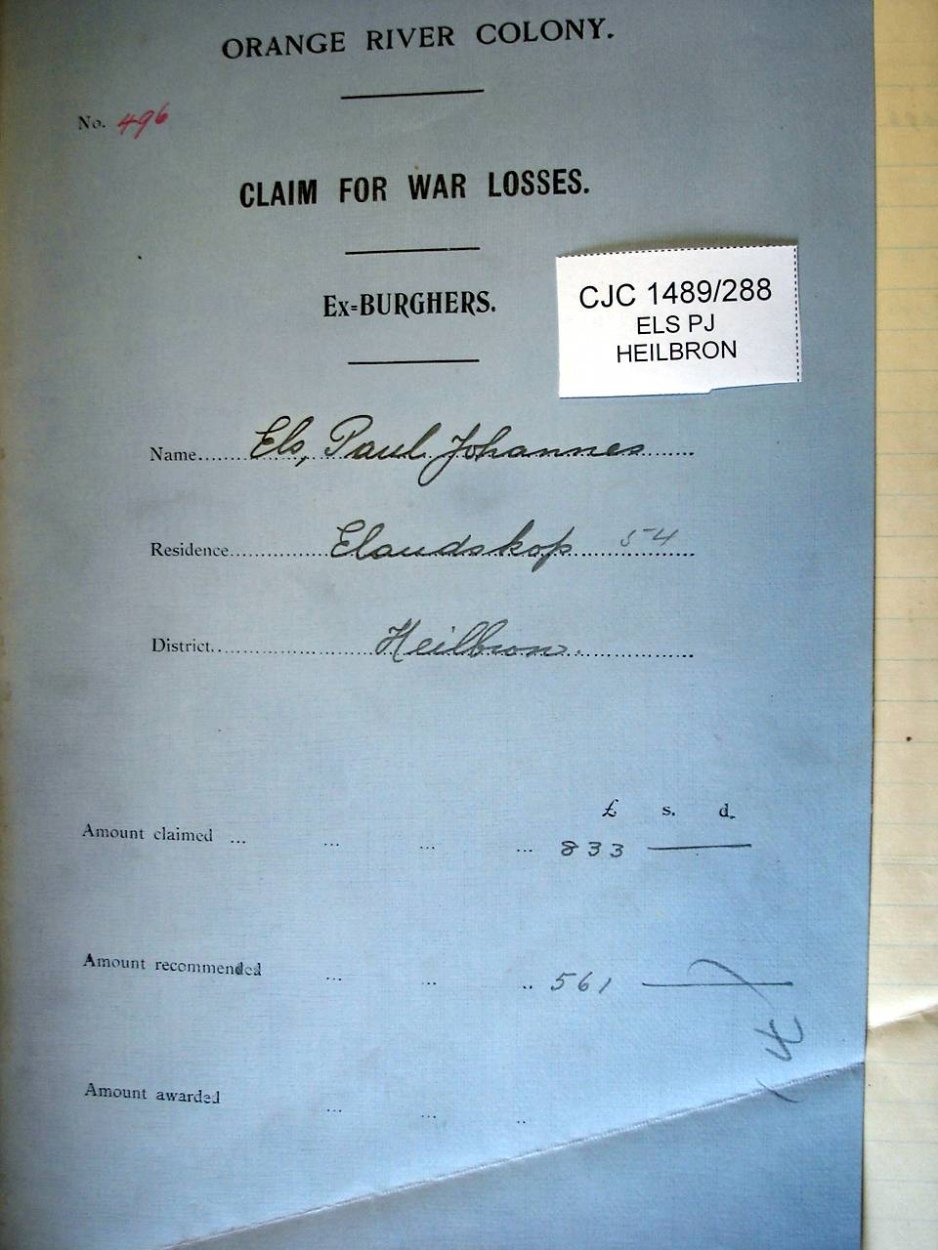 ORANGE RIVER COLONY.
No. 496
CLAIM FOR WAR LOSSES.
Ex=BURGHERS.
CJC 1489/288
ELS PJ
HEILBRON
Name...... Els, Paul Johannes ......
Residence............ Elandskop ...... 54
District.................. Heilbron. ............
£ s. d.
Amount claimed ... ... ... ... 833 ——
Amount recommended ... ... .. 561 ——
Amount awarded ... ... ..